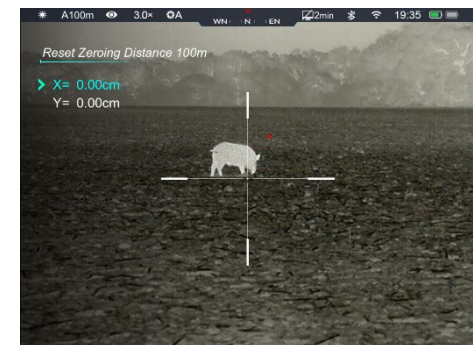 A100m 3.0× A WN N EN 2min 19:35
Reset Zeroing Distance 100m
X= 0.00cm
Y= 0.00cm